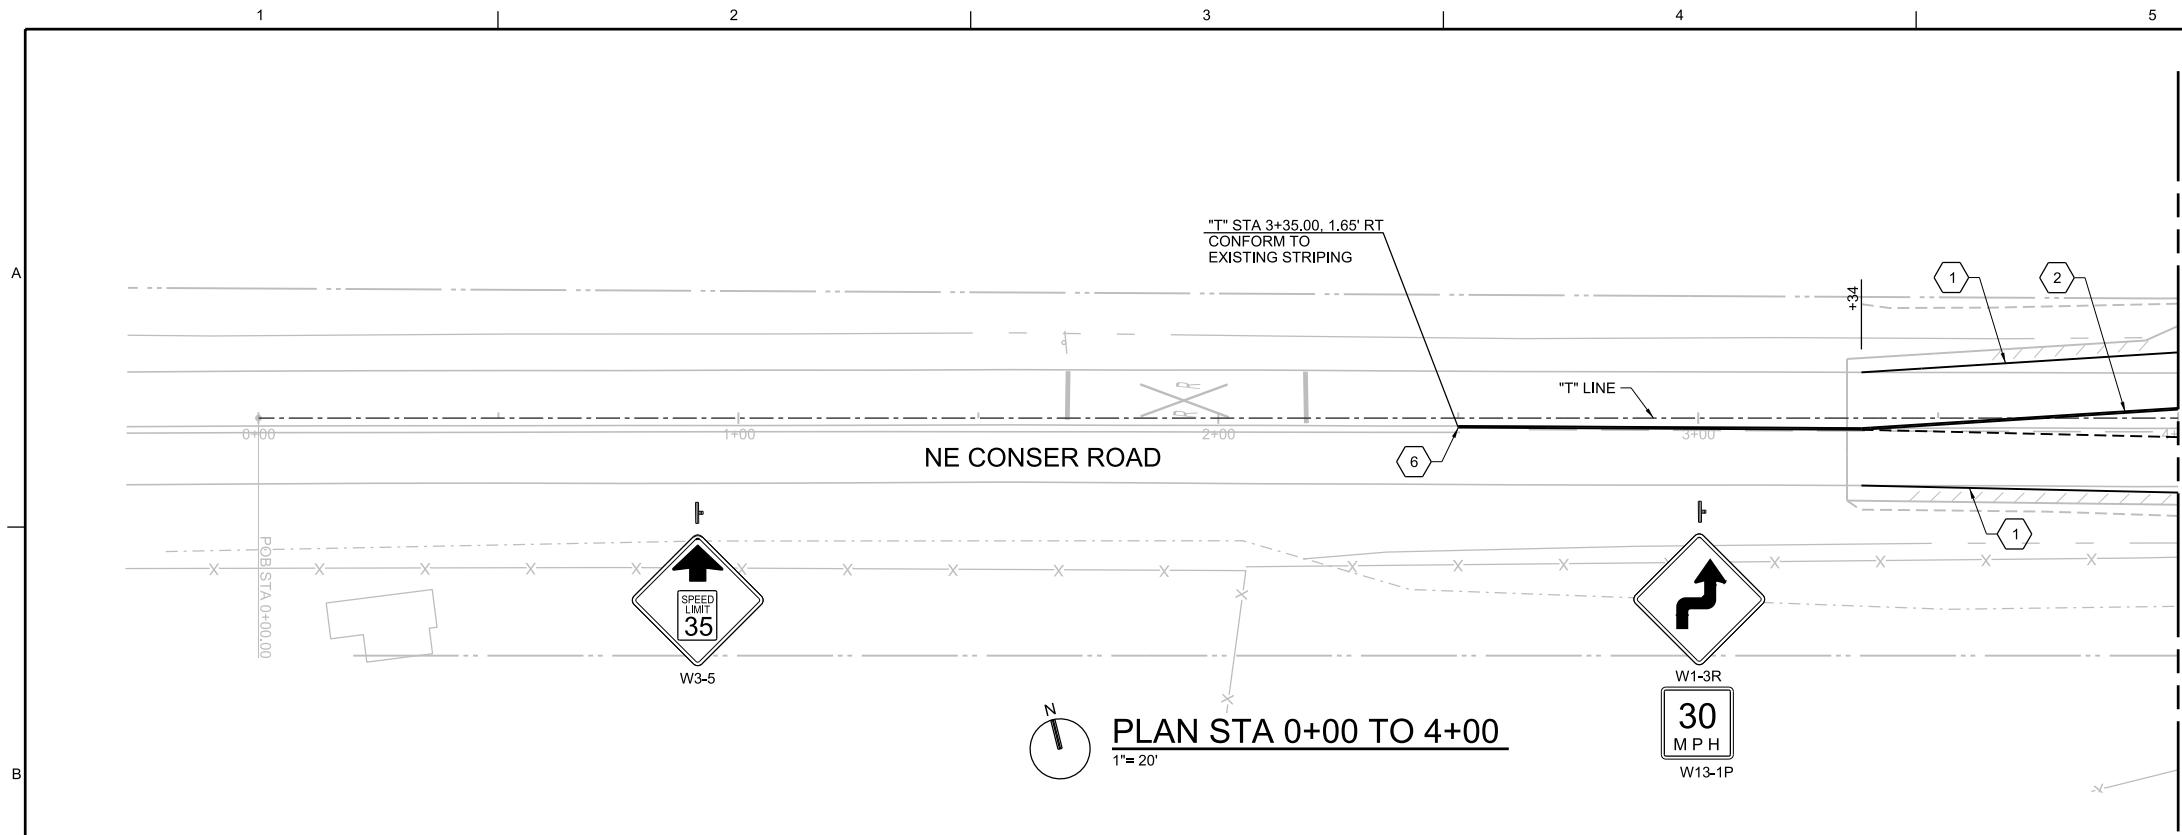 1 2 3 4 5
"T" STA 3+35.00, 1.65' RT
CONFORM TO
EXISTING STRIPING
A
1
2
+34
"T" LINE
R
R
0+00 1+00 2+00 3+00
NE CONSER ROAD
6
1
POB STA 0+00.00
SPEED
LIMIT
35
W3-5
W1-3R
30
MPH
W13-1P
N
PLAN STA 0+00 TO 4+00
1"= 20'
B